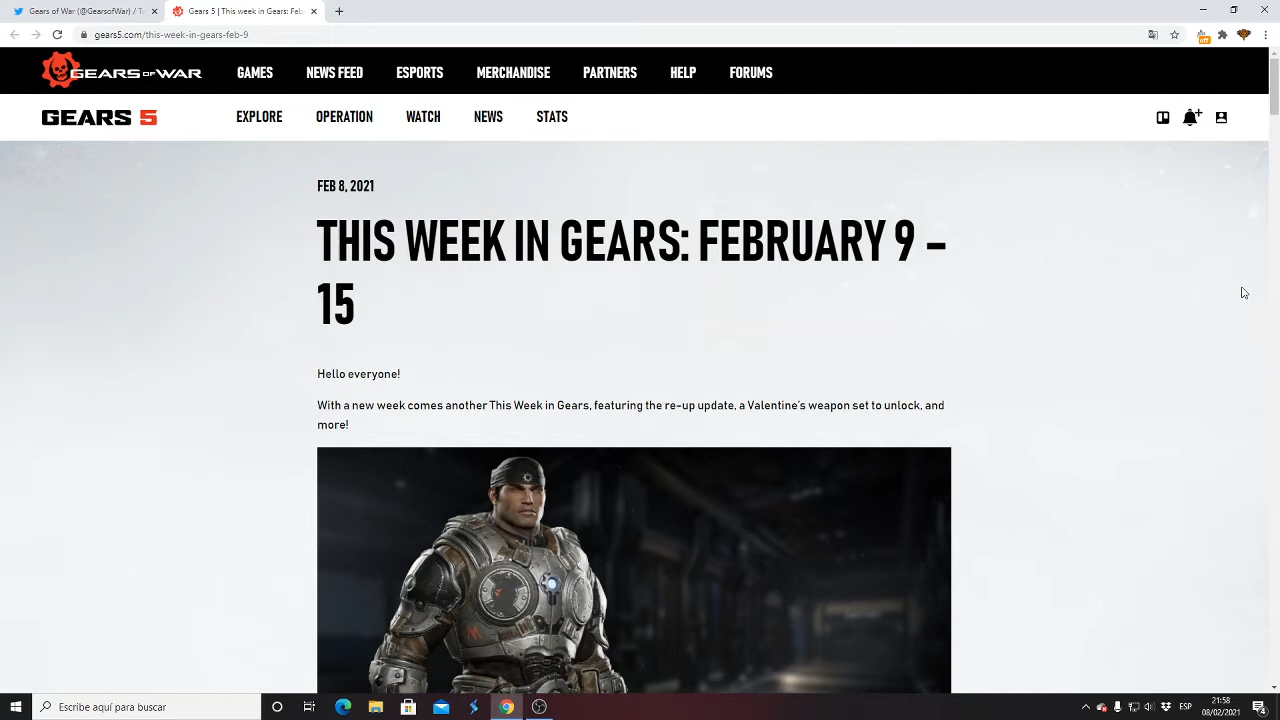 Gears of War (@GearsofWar) / Tw
Gears 5 | This week in Gears: Feb
gears5.com/this-week-in-gears-feb-9
off
GEARS OF WAR
GAMES NEWS FEED ESPORTS MERCHANDISE PARTNERS HELP FORUMS
GEARS 5
EXPLORE OPERATION WATCH NEWS STATS
FEB 8, 2021
THIS WEEK IN GEARS: FEBRUARY 9 –
15
Hello everyone!
With a new week comes another This Week in Gears, featuring the re-up update, a Valentine's weapon set to unlock, and
more!
Escribe aquí para buscar
ESP
21:58
08/02/2021
4